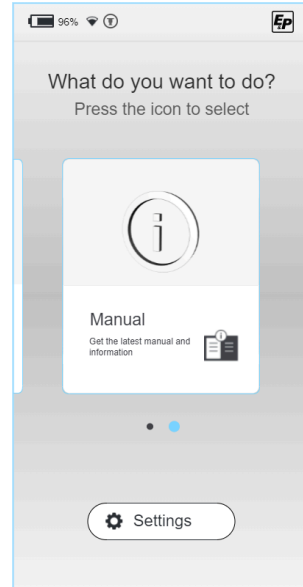 96%
EP
What do you want to do?
Press the icon to select
i
Manual
Get the latest manual and
information
Settings